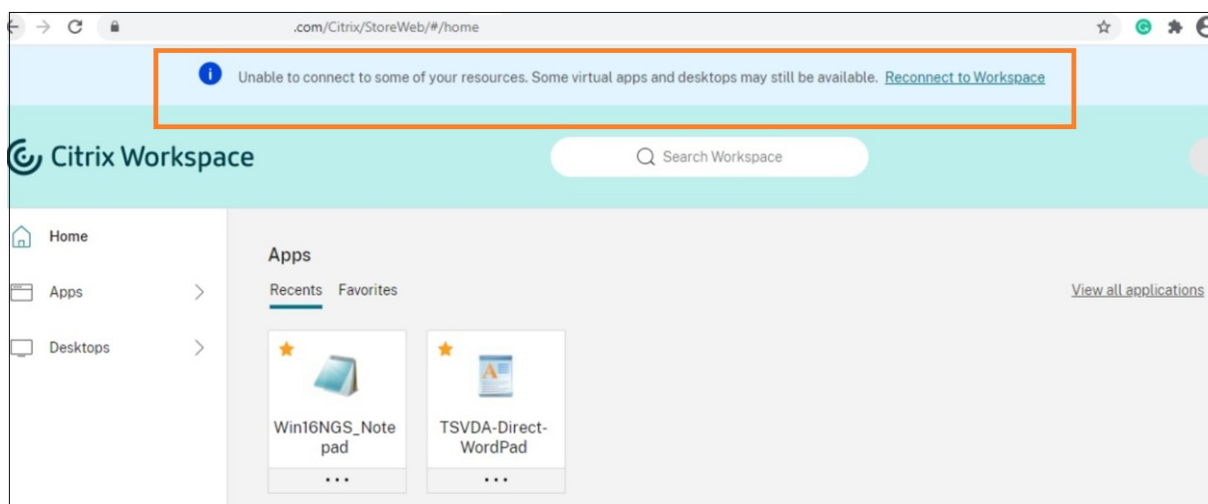 .com/Citrix/StoreWeb/#/home
Unable to connect to some of your resources. Some virtual apps and desktops may still be available. Reconnect to Workspace
Citrix Workspace
Search Workspace
Home
Apps
Desktops
Apps
Recents Favorites
View all applications
Win16NGS_Note
pad
TSVDA-Direct-
WordPad